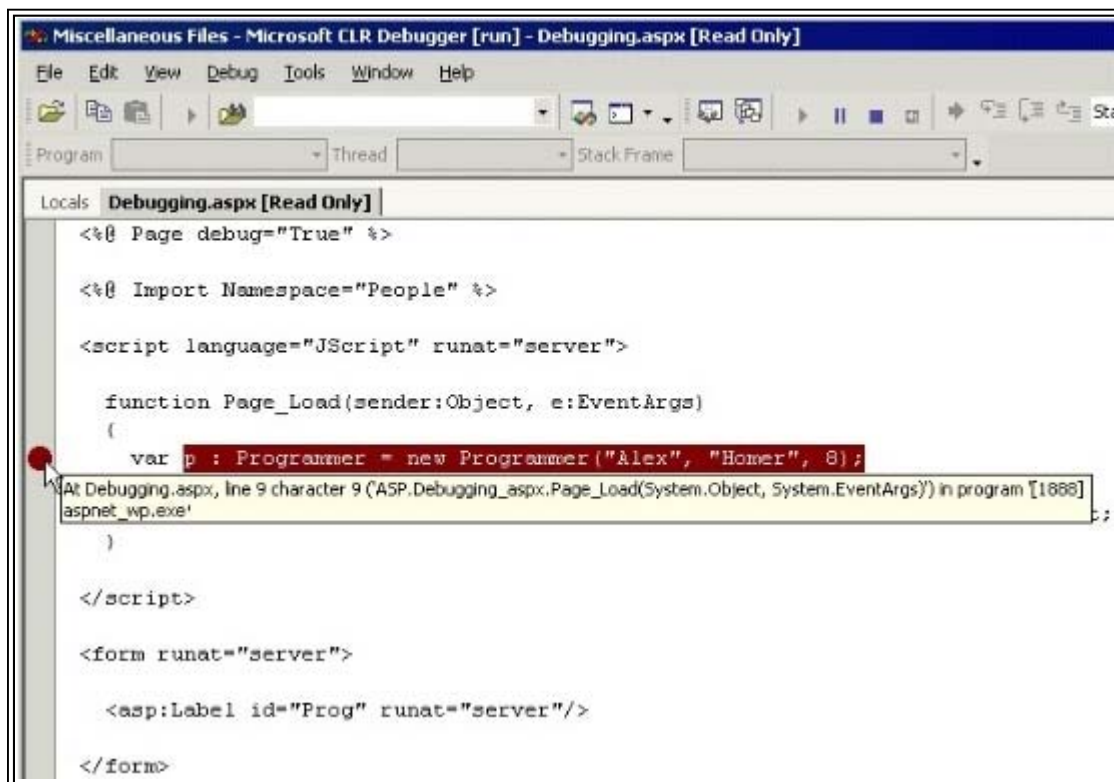 Miscellaneous Files - Microsoft CLR Debugger [run] - Debugging.aspx [Read Only]
File Edit View Debug Tools Window Help
Program Thread Stack Frame
Locals Debugging.aspx [Read Only]
<%@ Page debug="True" %>
<%@ Import Namespace="People" %>
<script language="JScript" runat="server">
function Page_Load(sender:Object, e:EventArgs)
{
var p : Programmer = new Programmer("Alex", "Homer", 8);
At Debugging.aspx, line 9 character 9 ('ASP.Debugging_aspx.Page_Load(System.Object, System.EventArgs)') in program '[1888]
aspnet_wp.exe'
}
</script>
<form runat="server">
<asp:Label id="Prog" runat="server"/>
</form>